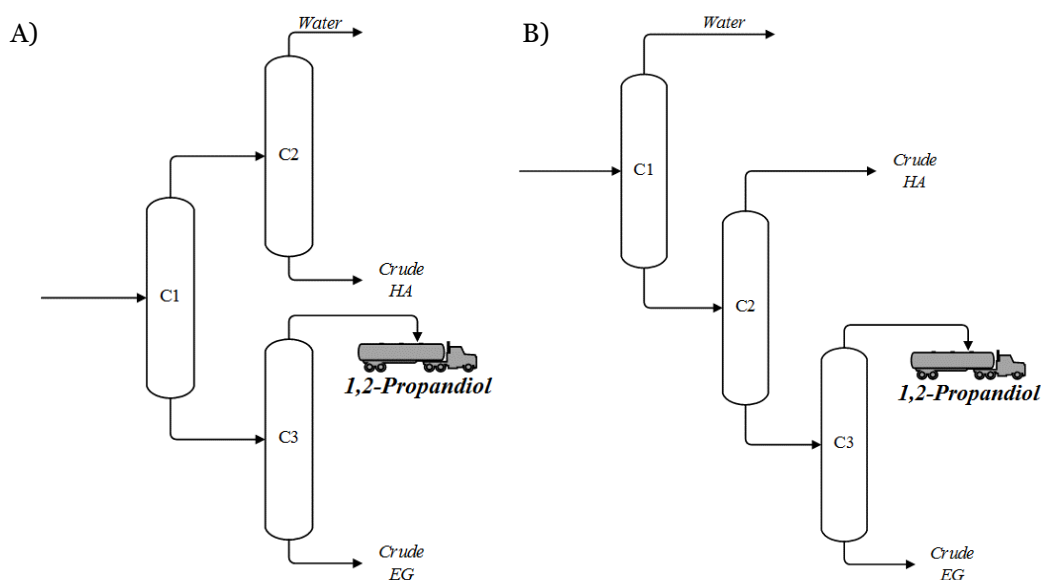 A)
Water
C2
Crude
HA
C1
1,2-Propandiol
C3
Crude
EG
B)
Water
C1
Crude
HA
C2
1,2-Propandiol
C3
Crude
EG